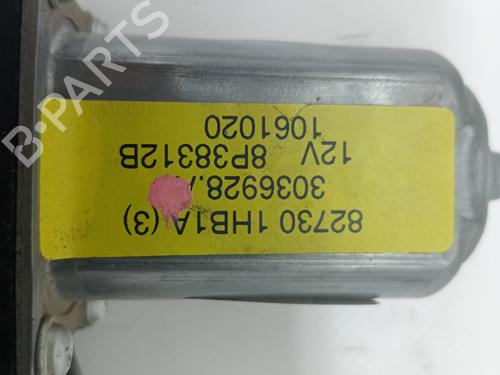 82730 1HB1A (3)
3036928.
12V 8P38312B
1061020
B-PARTS